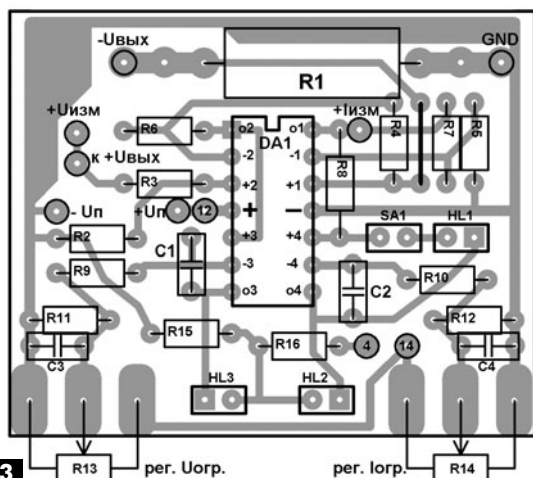 -Uвых GND
R1
+Uизм +Iизм
R6 o2 DA1 o1 R4 R7 R6
к +Uвых -2 -1
R3 +2 +1 R8
- Uп +Uп 12 + −
R2 +3 +4 SA1 HL1
C1
R9 -3 -4 R10
o3 o4 C2
R11 R12
R15 R16 4 14
C3 C4
HL3 HL2
3 R13 рег. Uогр. рег. Iогр. R14